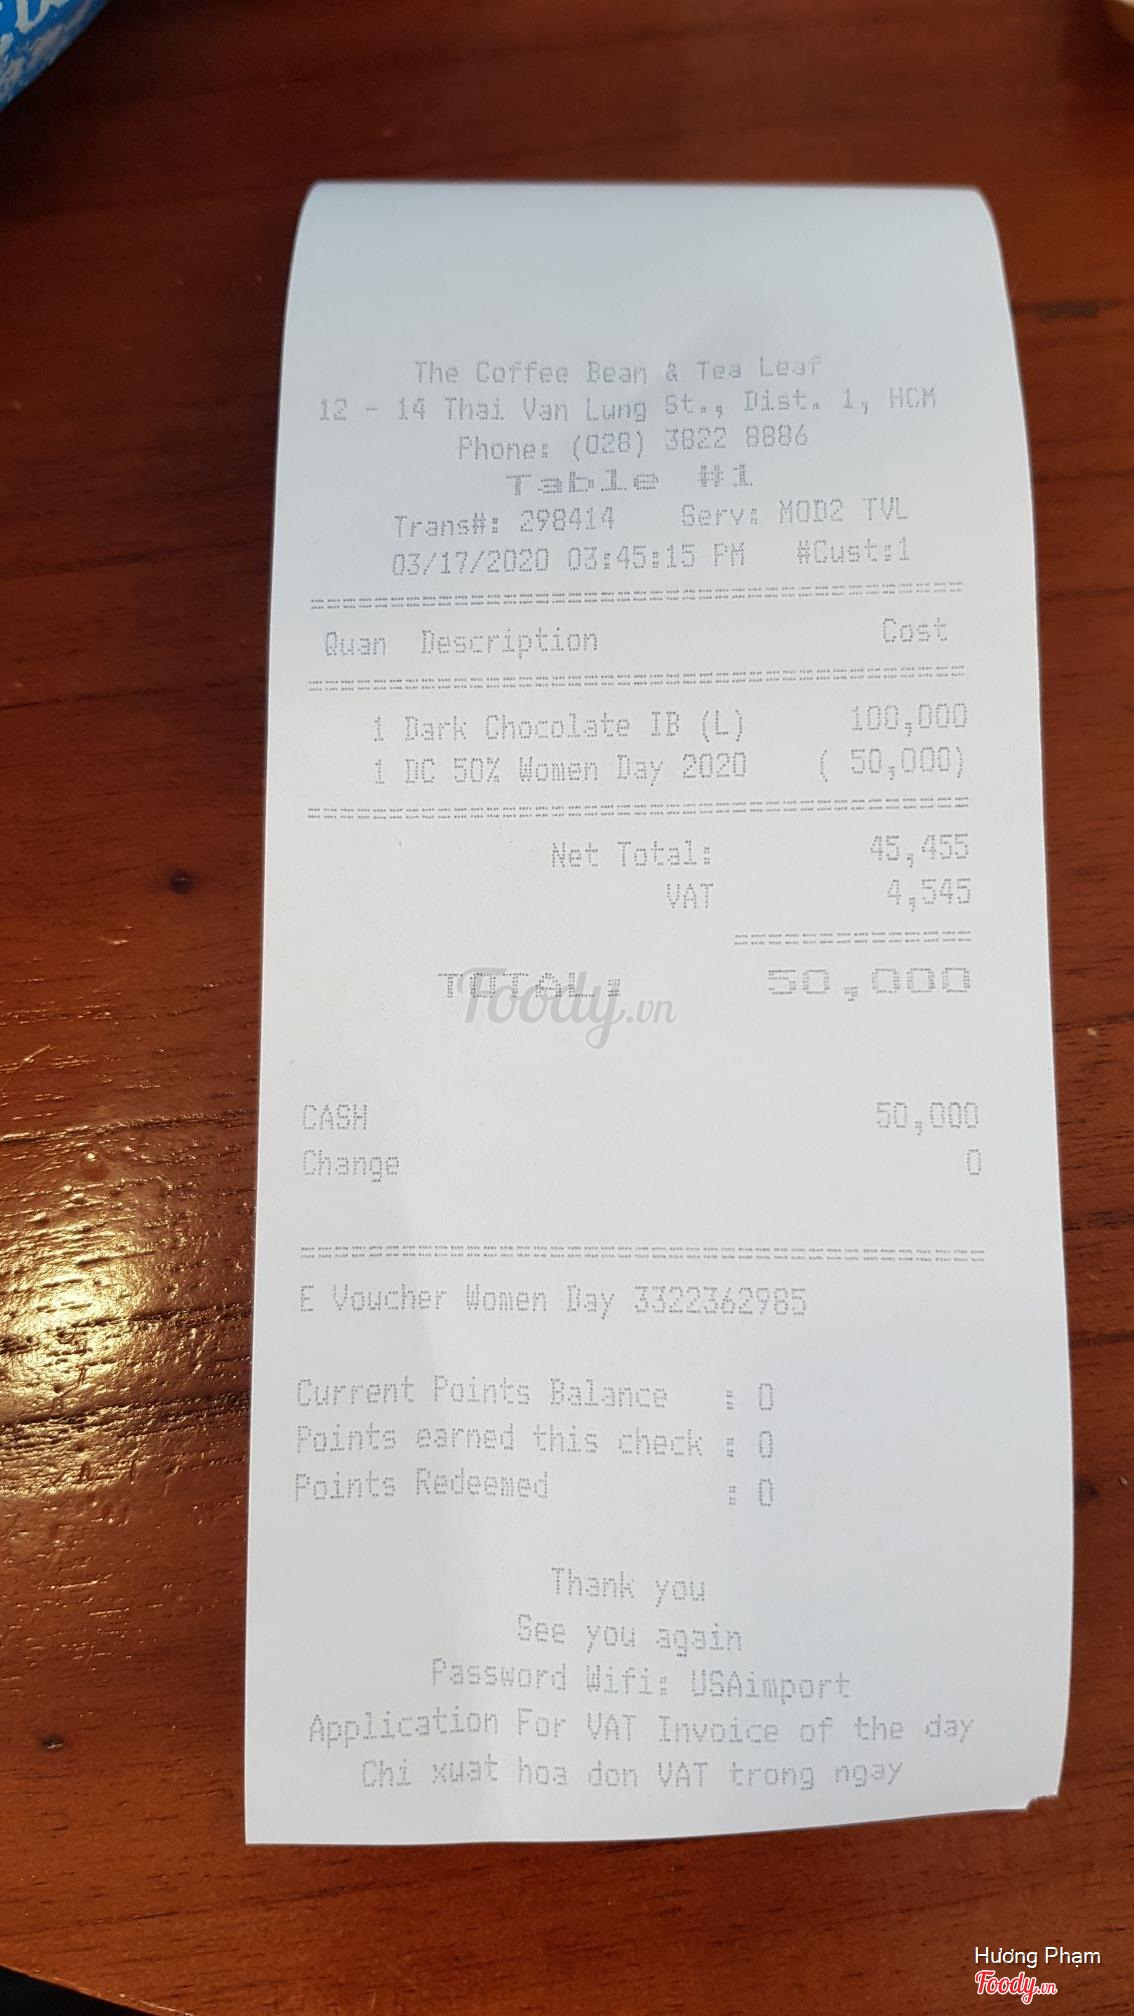 The Coffee Bean & Tea Leaf
12 - 14 Thai Van Lung St., Dist. 1, HCM
Phone: (028) 3822 8886
Table #1
Trans#: 298414 Serv: MOD2 TVL
03/17/2020 03:45:15 PM #Cust:1
Quan Description Cost
1 Dark Chocolate IB (L) 100,000
1 DC 50% Women Day 2020 ( 50,000)
Net Total: 45,455
VAT 4,545
TOTAL: 50,000
Foody.vn
CASH 50,000
Change 0
E Voucher Women Day 3322362985
Current Points Balance : 0
Points earned this check : 0
Points Redeemed : 0
Thank you
See you again
Password Wifi: USAimport
Application For VAT Invoice of the day
Chi xuat hoa don VAT trong ngay
Hương Phạm
Foody.vn